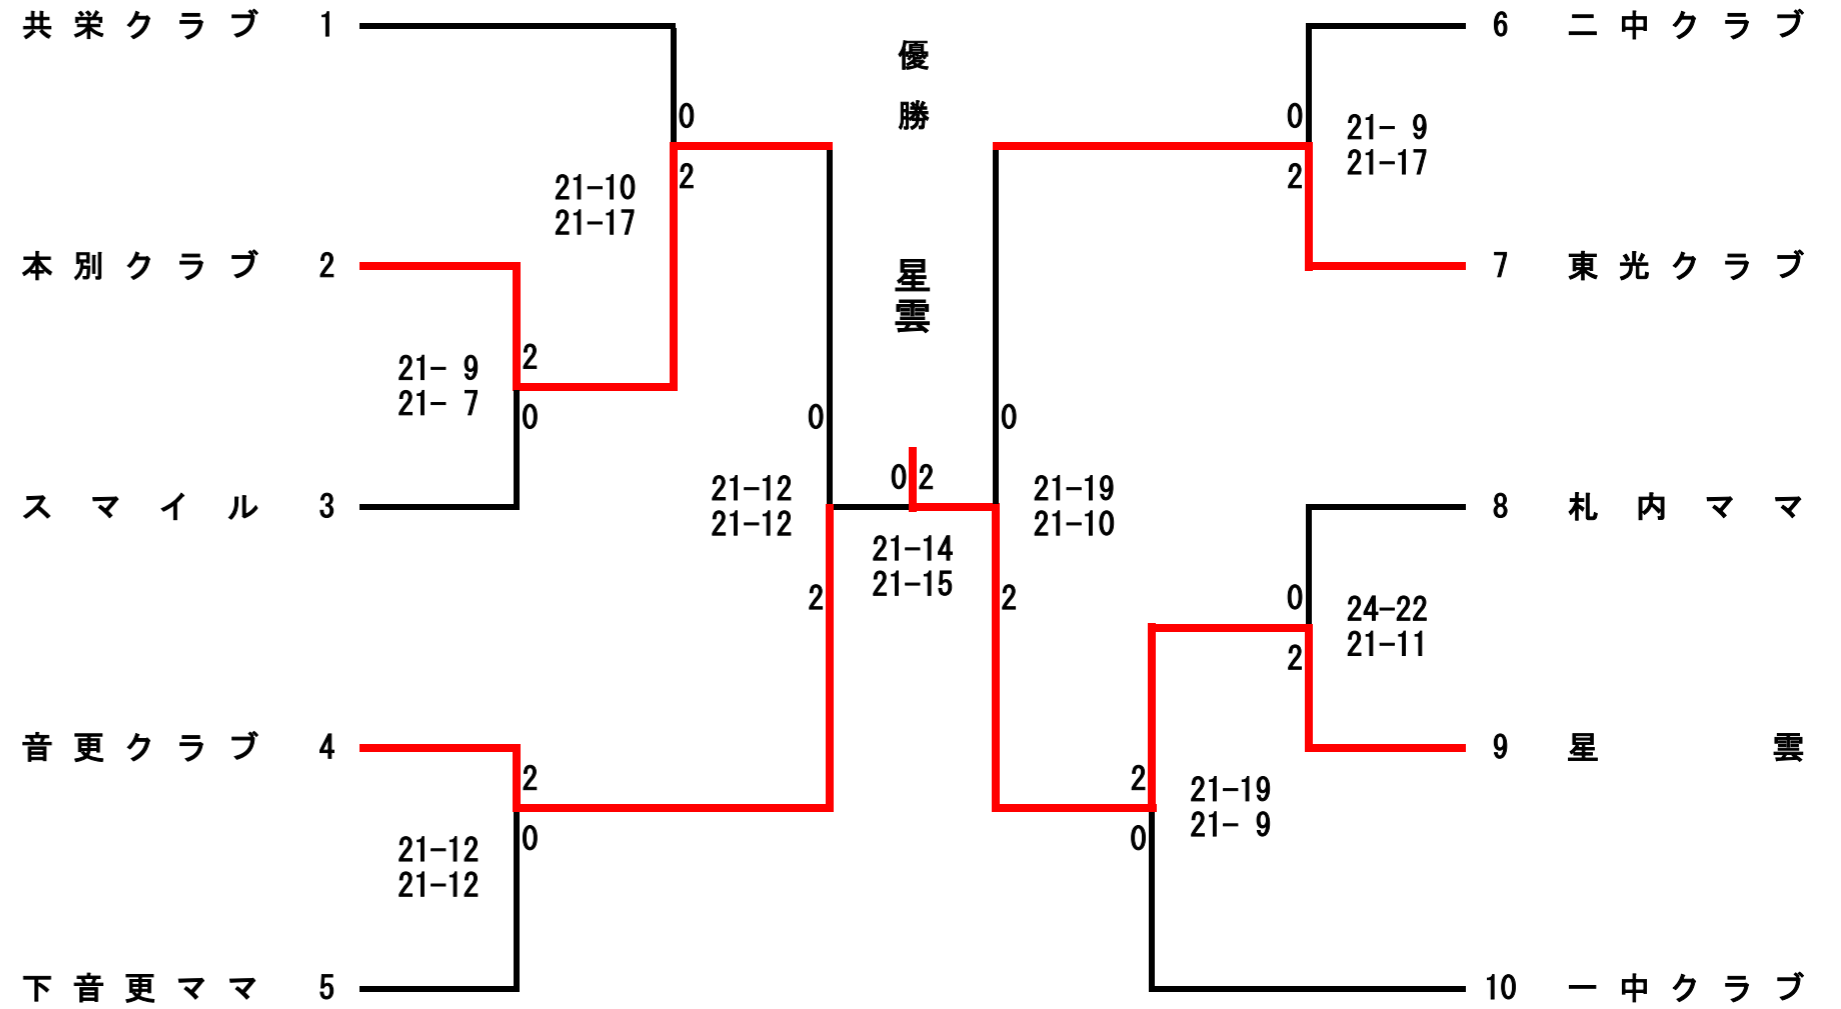 共栄クラブ 1
本別クラブ 2
スマイル 3
音更クラブ 4
下音更ママ 5
21- 9
21- 7
2
0
21-10
21-17
0
2
21-12
21-12
2
0
21-12
21-12
0
2
優勝
星雲
0 2
21-14
21-15
0
2
21-19
21-10
0
2
21- 9
21-17
0
2
24-22
21-11
2
0
21-19
21- 9
6 二中クラブ
7 東光クラブ
8 札内ママ
9 星雲
10 一中クラブ